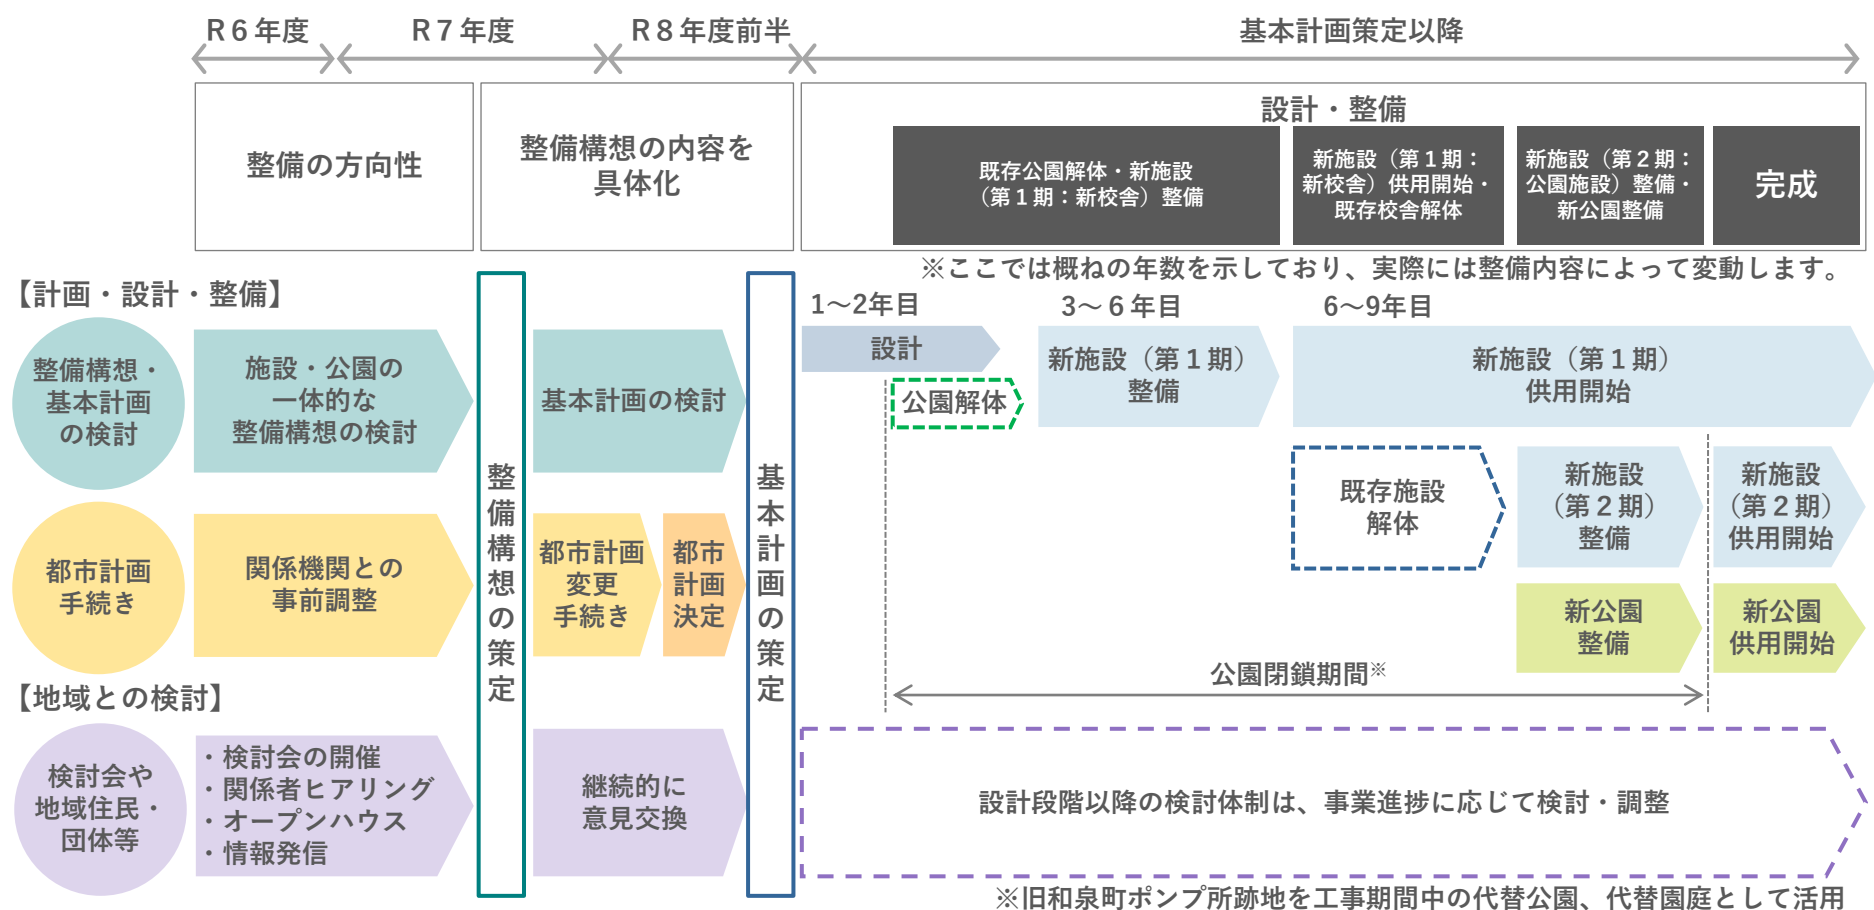 R６年度
R７年度
R８年度前半
基本計画策定以降
整備の方向性
整備構想の内容を
具体化
設計・整備
既存公園解体・新施設
（第１期：新校舎）整備
新施設（第１期：
新校舎）供用開始・
既存校舎解体
新施設（第２期：
公園施設）整備・
新公園整備
完成
※ここでは概ねの年数を示しており、実際には整備内容によって変動します。
【計画・設計・整備】
整備構想・
基本計画
の検討
施設・公園の
一体的な
整備構想の検討
整備構想の策定
基本計画の検討
基本計画の策定
1～2年目
設計
公園解体
3～６年目
新施設（第１期）
整備
6～9年目
新施設（第１期）
供用開始
既存施設
解体
新施設
（第２期）
整備
新施設
（第２期）
供用開始
都市計画
手続き
関係機関との
事前調整
都市計画
変更
手続き
都市
計画
決定
新公園
整備
新公園
供用開始
公園閉鎖期間※
【地域との検討】
検討会や
地域住民・
団体等
・検討会の開催
・関係者ヒアリング
・オープンハウス
・情報発信
継続的に
意見交換
設計段階以降の検討体制は、事業進捗に応じて検討・調整
※旧和泉町ポンプ所跡地を工事期間中の代替公園、代替園庭として活用